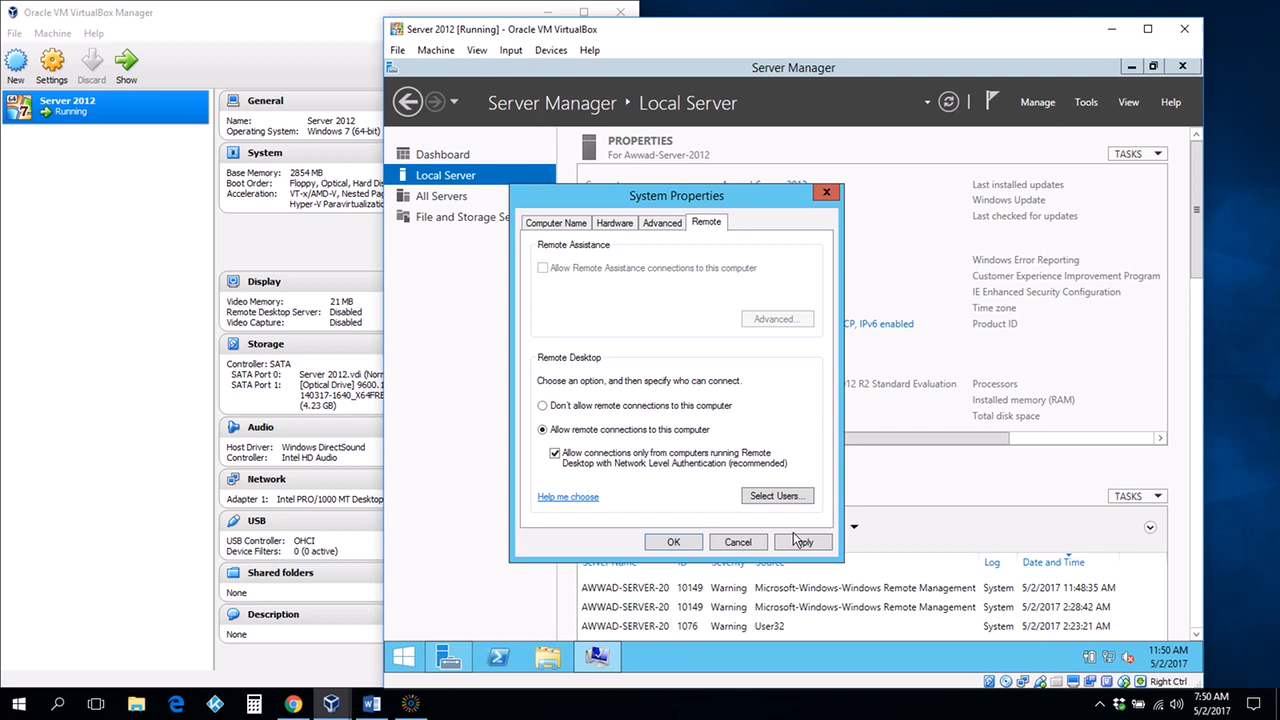 Oracle VM VirtualBox Manager
File Machine Help
New Settings Discard Show
Server 2012
Running
General
Name: Server 2012
Operating System: Windows 7 (64-bit)
System
Base Memory: 2854 MB
Boot Order: Floppy, Optical, Hard Di
Acceleration: VT-x/AMD-V, Nested Pag
Hyper-V Paravirtualizatio
Display
Video Memory: 21 MB
Remote Desktop Server: Disabled
Video Capture: Disabled
Storage
Controller: SATA
SATA Port 0: Server 2012.vdi (Norm
SATA Port 1: [Optical Drive] 9600.1
140317-1640_X64FRE
(4.23 GB)
Audio
Host Driver: Windows DirectSound
Controller: Intel HD Audio
Network
Adapter 1: Intel PRO/1000 MT Desktop
USB
USB Controller: OHCI
Device Filters: 0 (0 active)
Shared folders
None
Description
None
Server 2012 [Running] - Oracle VM VirtualBox
File Machine View Input Devices Help
Server Manager
Server Manager Local Server
Manage Tools View Help
Dashboard
Local Server
All Servers
File and Storage Se
PROPERTIES
For Awwad-Server-2012
TASKS
Last installed updates
Windows Update
Last checked for updates
Windows Error Reporting
Customer Experience Improvement Program
IE Enhanced Security Configuration
Time zone
CP, IPv6 enabled
Product ID
12 R2 Standard Evaluation
Processors
Installed memory (RAM)
Total disk space
System Properties
Computer Name Hardware Advanced Remote
Remote Assistance
Allow Remote Assistance connections to this computer
Advanced...
Remote Desktop
Choose an option, and then specify who can connect.
Don't allow remote connections to this computer
Allow remote connections to this computer
Allow connections only from computers running Remote
Desktop with Network Level Authentication (recommended)
Help me choose
Select Users...
OK Cancel
TASKS
Date and Time
Log
AWWAD-SERVER-20 10149 Warning Microsoft-Windows-Windows Remote Management System 5/2/2017 11:48:35 AM
AWWAD-SERVER-20 10149 Warning Microsoft-Windows-Windows Remote Management System 5/2/2017 2:28:42 AM
AWWAD-SERVER-20 1076 Warning User32 System 5/2/2017 2:23:21 AM
11:50 AM
5/2/2017
Right Ctrl
7:50 AM
5/2/2017